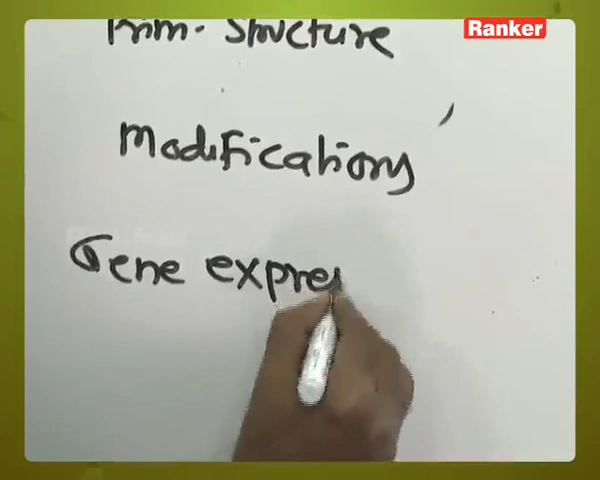 Ranker
Prim. Structure
Modifications
Gene expre